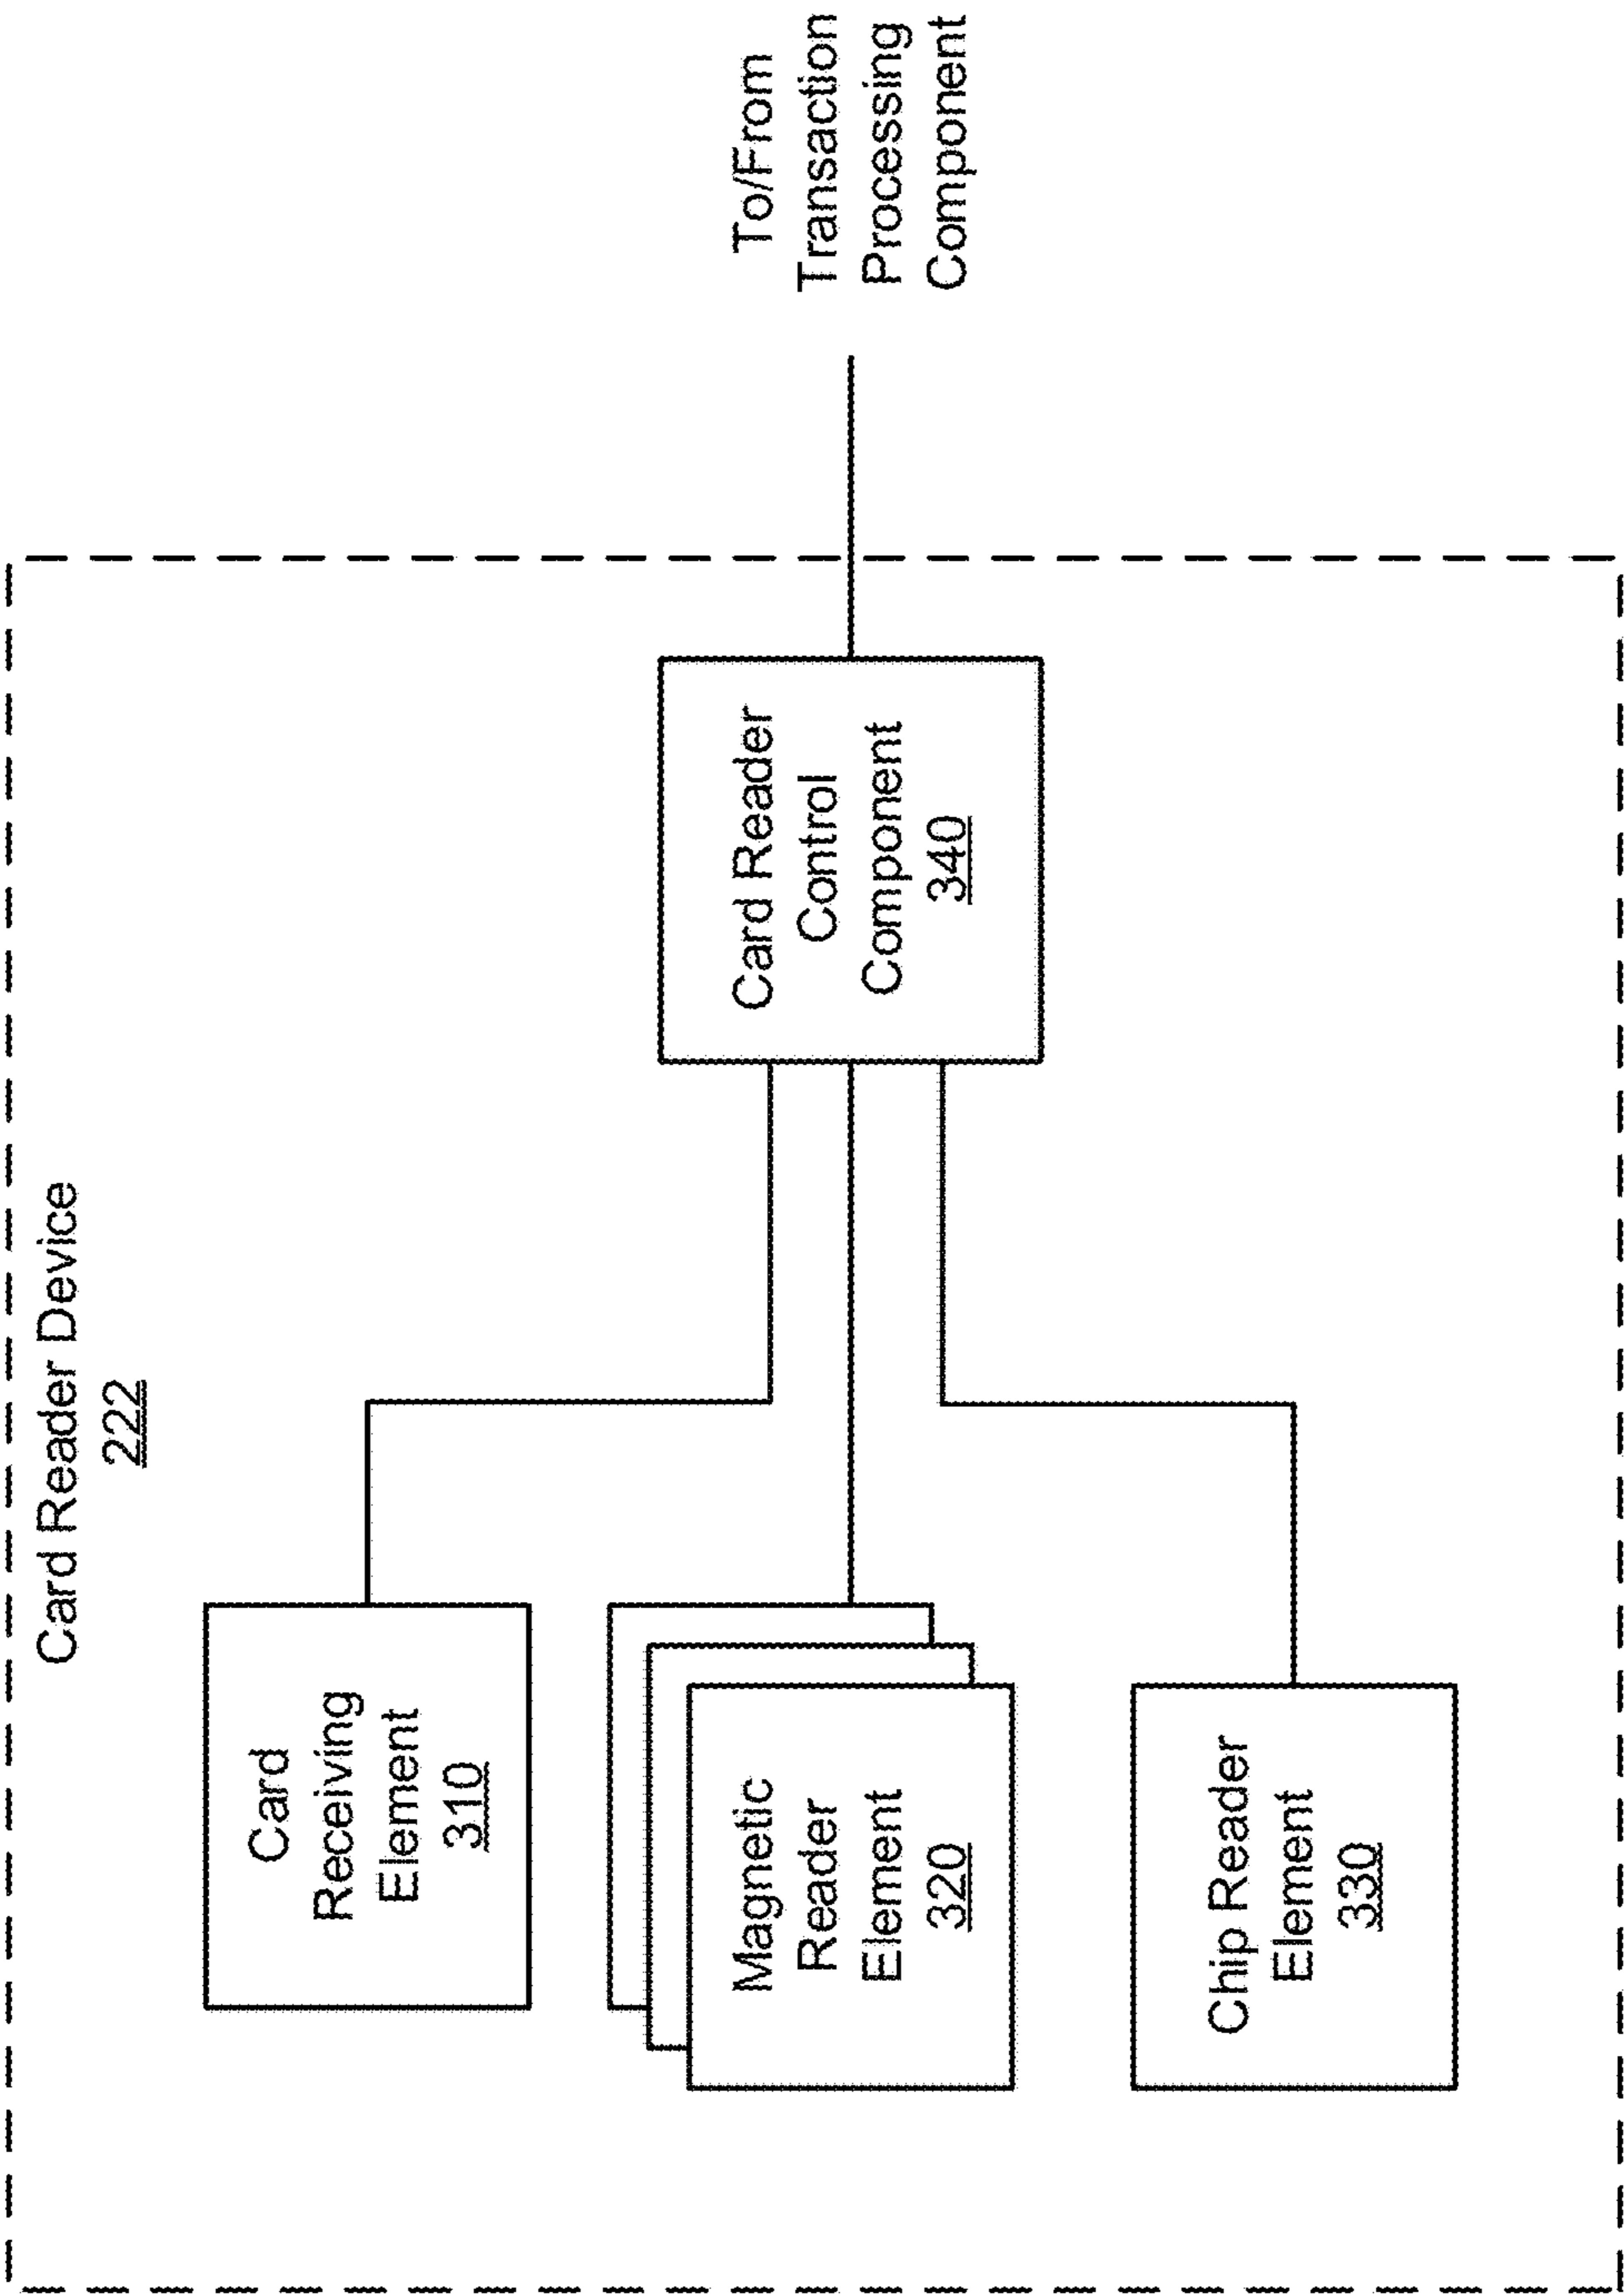 Card Reader Device
222
Card
Receiving
Element
310
Magnetic
Reader
Element
320
Chip Reader
Element
330
Card Reader
Control
Component
340
To/From
Transaction
Processing
Component